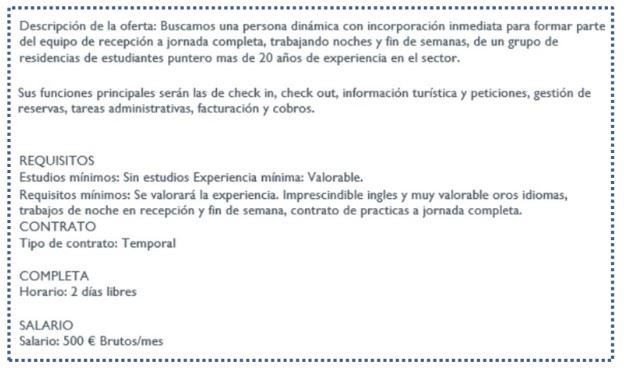 Descripción de la oferta: Buscamos una persona dinámica con incorporación inmediata para formar parte
del equipo de recepción a jornada completa, trabajando noches y fin de semanas, de un grupo de
residencias de estudiantes puntero mas de 20 años de experiencia en el sector.
Sus funciones principales serán las de check in, check out, información turística y peticiones, gestión de
reservas, tareas administrativas, facturación y cobros.
REQUISITOS
Estudios mínimos: Sin estudios Experiencia mínima: Valorable.
Requisitos mínimos: Se valorará la experiencia. Imprescindible ingles y muy valorable oros idiomas,
trabajos de noche en recepción y fin de semana, contrato de practicas a jornada completa.
CONTRATO
Tipo de contrato: Temporal
COMPLETA
Horario: 2 días libres
SALARIO
Salario: 500 € Brutos/mes